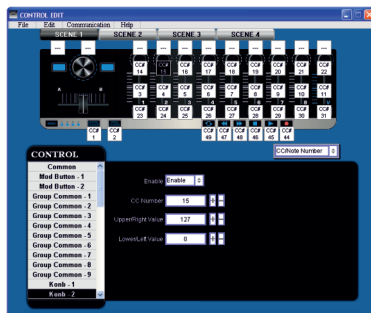 CONTROL EDIT
File Edit Communication Help
SCENE 1 SCENE 2 SCENE 3 SCENE 4
--- --- --- --- --- --- --- --- --- --- ---
CC# 14 CC# 15 CC# 16 CC# 17 CC# 18 CC# 19 CC# 20 CC# 21 CC# 22
A B
CC# 3 CC# 4 CC# 5 CC# 6 CC# 7 CC# 8 CC# 9 CC# 10 CC# 11
CC# 23 CC# 24 CC# 25 CC# 26 CC# 27 CC# 28 CC# 29 CC# 30 CC# 31
CC# 1 CC# 2 CC# 49 CC# 47 CC# 48 CC# 46 CC# 45 CC# 44
CONTROL
CC/Note Number
Common
Mod Button - 1
Mod Button - 2
Group Common - 1
Group Common - 2
Group Common - 3
Group Common - 4
Group Common - 5
Group Common - 6
Group Common - 7
Group Common - 8
Group Common - 9
Konb - 1
Konb - 2
Enable Enable
CC Number 15
Upper/Right Value 127
Lower/Left Value 0